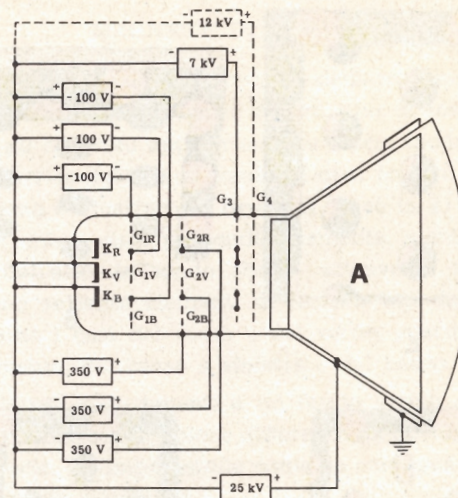 - 12 kV +
- 7 kV +
+ - 100 V -
+ - 100 V -
+ -100 V -
G3 G4
G1R G2R
KR
KV G1V G2V
A
KB
G1B G2B
- 350 V +
- 350 V +
- 350 V +
- 25 kV +